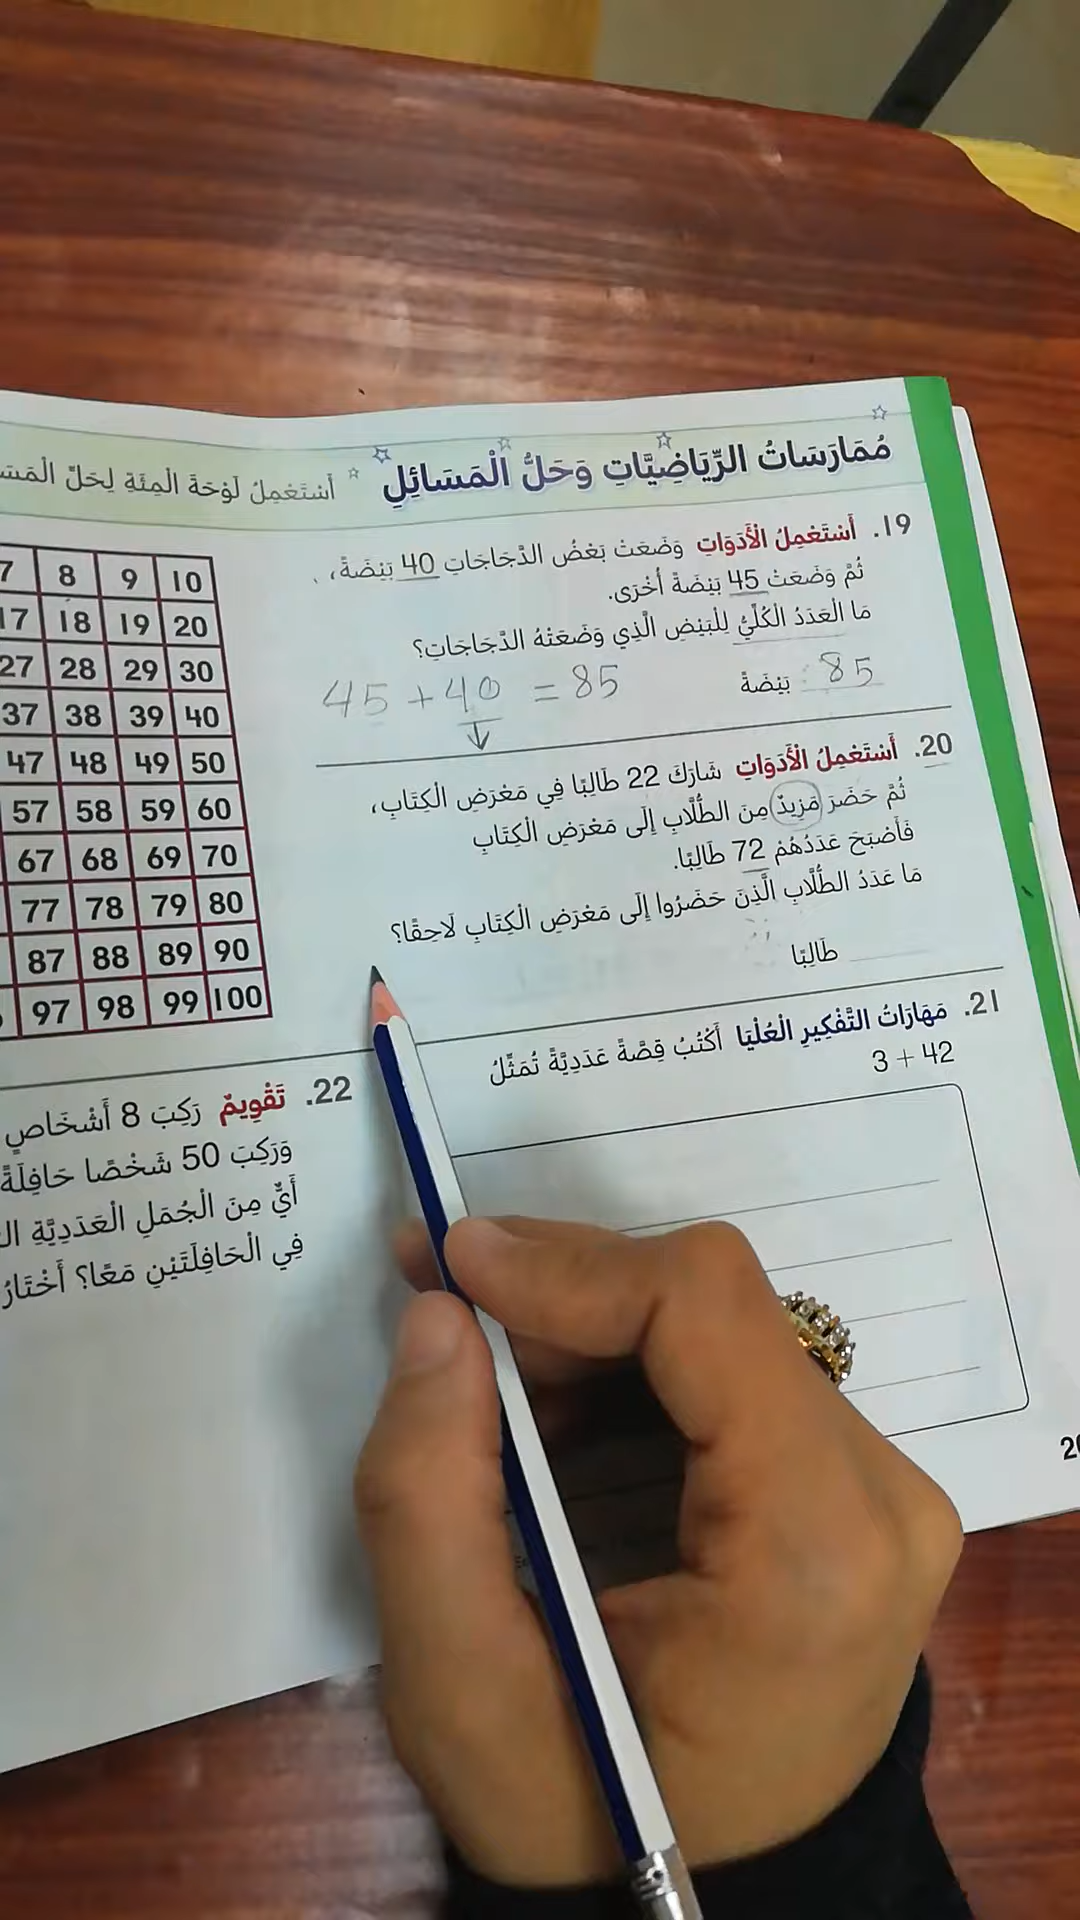 مُمَارَسَاتُ الرِّيَاضِيَّاتِ وَحَلُّ الْمَسَائِلِ
أَسْتَعْمِلُ لَوْحَةَ الْمِئَةِ لِحَلِّ
19. أَسْتَعْمِلُ الْأَدَوَاتِ وَضَعَتْ بَعْضُ الدَّجَاجَاتِ 40 بَيْضَةً،
ثُمَّ وَضَعَتْ 45 بَيْضَةً أُخْرَى.
مَا الْعَدَدُ الْكُلِّيُّ لِلْبَيْضِ الَّذِي وَضَعَتْهُ الدَّجَاجَاتِ؟
85 بَيْضَةً
45 + 40 = 85
20. أَسْتَعْمِلُ الْأَدَوَاتِ شَارَكَ 22 طَالِبًا فِي مَعْرَضِ الْكِتَابِ،
ثُمَّ حَضَرَ مَزِيدٌ مِنَ الطُّلَّابِ إِلَى مَعْرَضِ الْكِتَابِ
فَأَصْبَحَ عَدَدُهُمْ 72 طَالِبًا.
مَا عَدَدُ الطُّلَّابِ الَّذِينَ حَضَرُوا إِلَى مَعْرَضِ الْكِتَابِ لَاحِقًا؟
طَالِبًا
21. مَهَارَاتُ التَّفْكِيرِ الْعُلْيَا أَكْتُبُ قِصَّةً عَدَدِيَّةً تُمَثِّلُ
3 + 42
7 8 9 10
17 18 19 20
27 28 29 30
37 38 39 40
47 48 49 50
57 58 59 60
67 68 69 70
77 78 79 80
87 88 89 90
97 98 99 100
22. تَقْوِيمٌ رَكِبَ 8 أَشْخَاصٍ
وَرَكِبَ 50 شَخْصًا حَافِلَةً
أَيٌّ مِنَ الْجُمَلِ الْعَدَدِيَّةِ
فِي الْحَافِلَتَيْنِ مَعًا؟ أَخْتَارُ